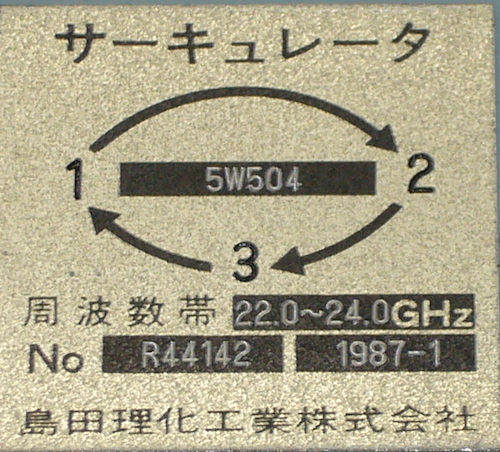 サーキュレータ
1 5W504 2
3
周波数帯 22.0~24.0GHz
No R44142 1987-1
島田理化工業株式会社